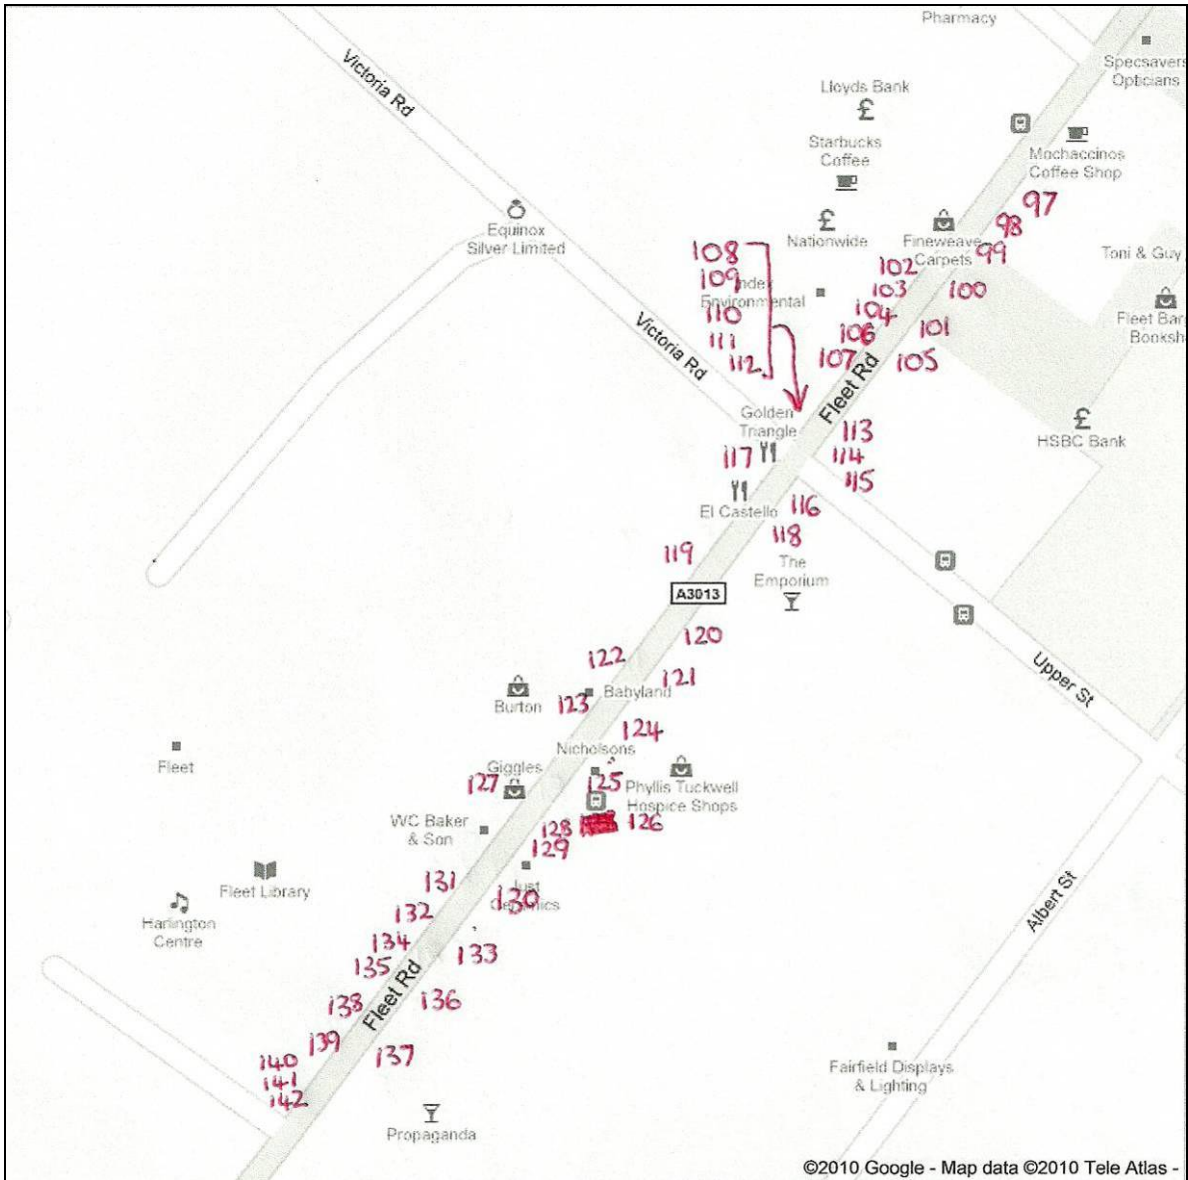 Pharmacy
Specsavers
Opticians
Victoria Rd
Lloyds Bank
Starbucks
Coffee
Mochaccinos
Coffee Shop
97
98
Equinox
Silver Limited
Nationwide
Fineweave
Carpets
99
Toni & Guy
108
109
110
111
112
Environmental
102
103
104
106
107
100
101
105
Fleet Bar
Booksh
Victoria Rd
Fleet Rd
Golden
Triangle
113
114
115
HSBC Bank
117
El Castello
116
118
119
The
Emporium
A3013
120
121
122
Upper St
Burton
123
Babyland
124
Nicholsons
Fleet
Giggles
127
125
Phyllis Tuckwell
Hospice Shops
WC Baker
& Son
128
126
129
Fleet Library
131
Just
130
Harlington
Centre
132
134
135
133
Albert St
138
Fleet Rd
136
139
137
140
141
142
Fairfield Displays
& Lighting
Propaganda
©2010 Google - Map data ©2010 Tele Atlas -